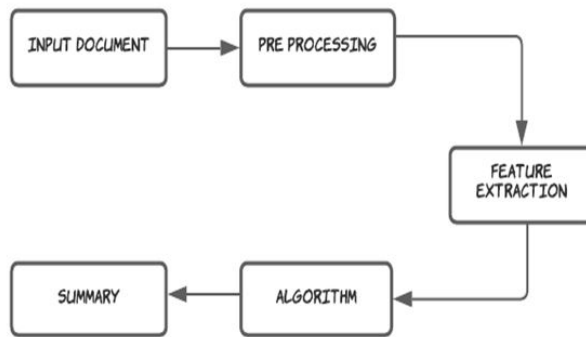 INPUT DOCUMENT
PRE PROCESSING
FEATURE
EXTRACTION
ALGORITHM
SUMMARY